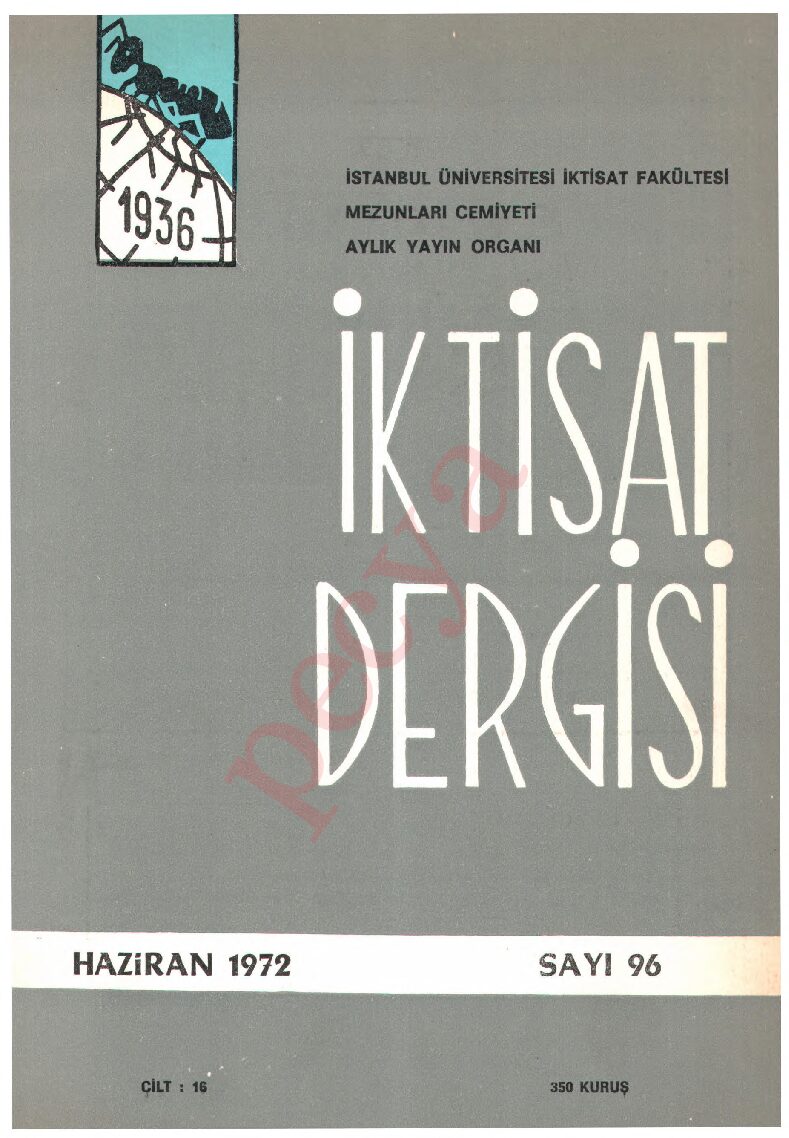 1936
İSTANBUL ÜNİVERSİTESİ İKTİSAT FAKÜLTESİ
MEZUNLARI CEMİYETİ
AYLIK YAYIN ORGANI
İKTİSAT
DERGİSİ
pecya
HAZİRAN 1972
SAYI 96
CİLT : 16
350 KURUŞ